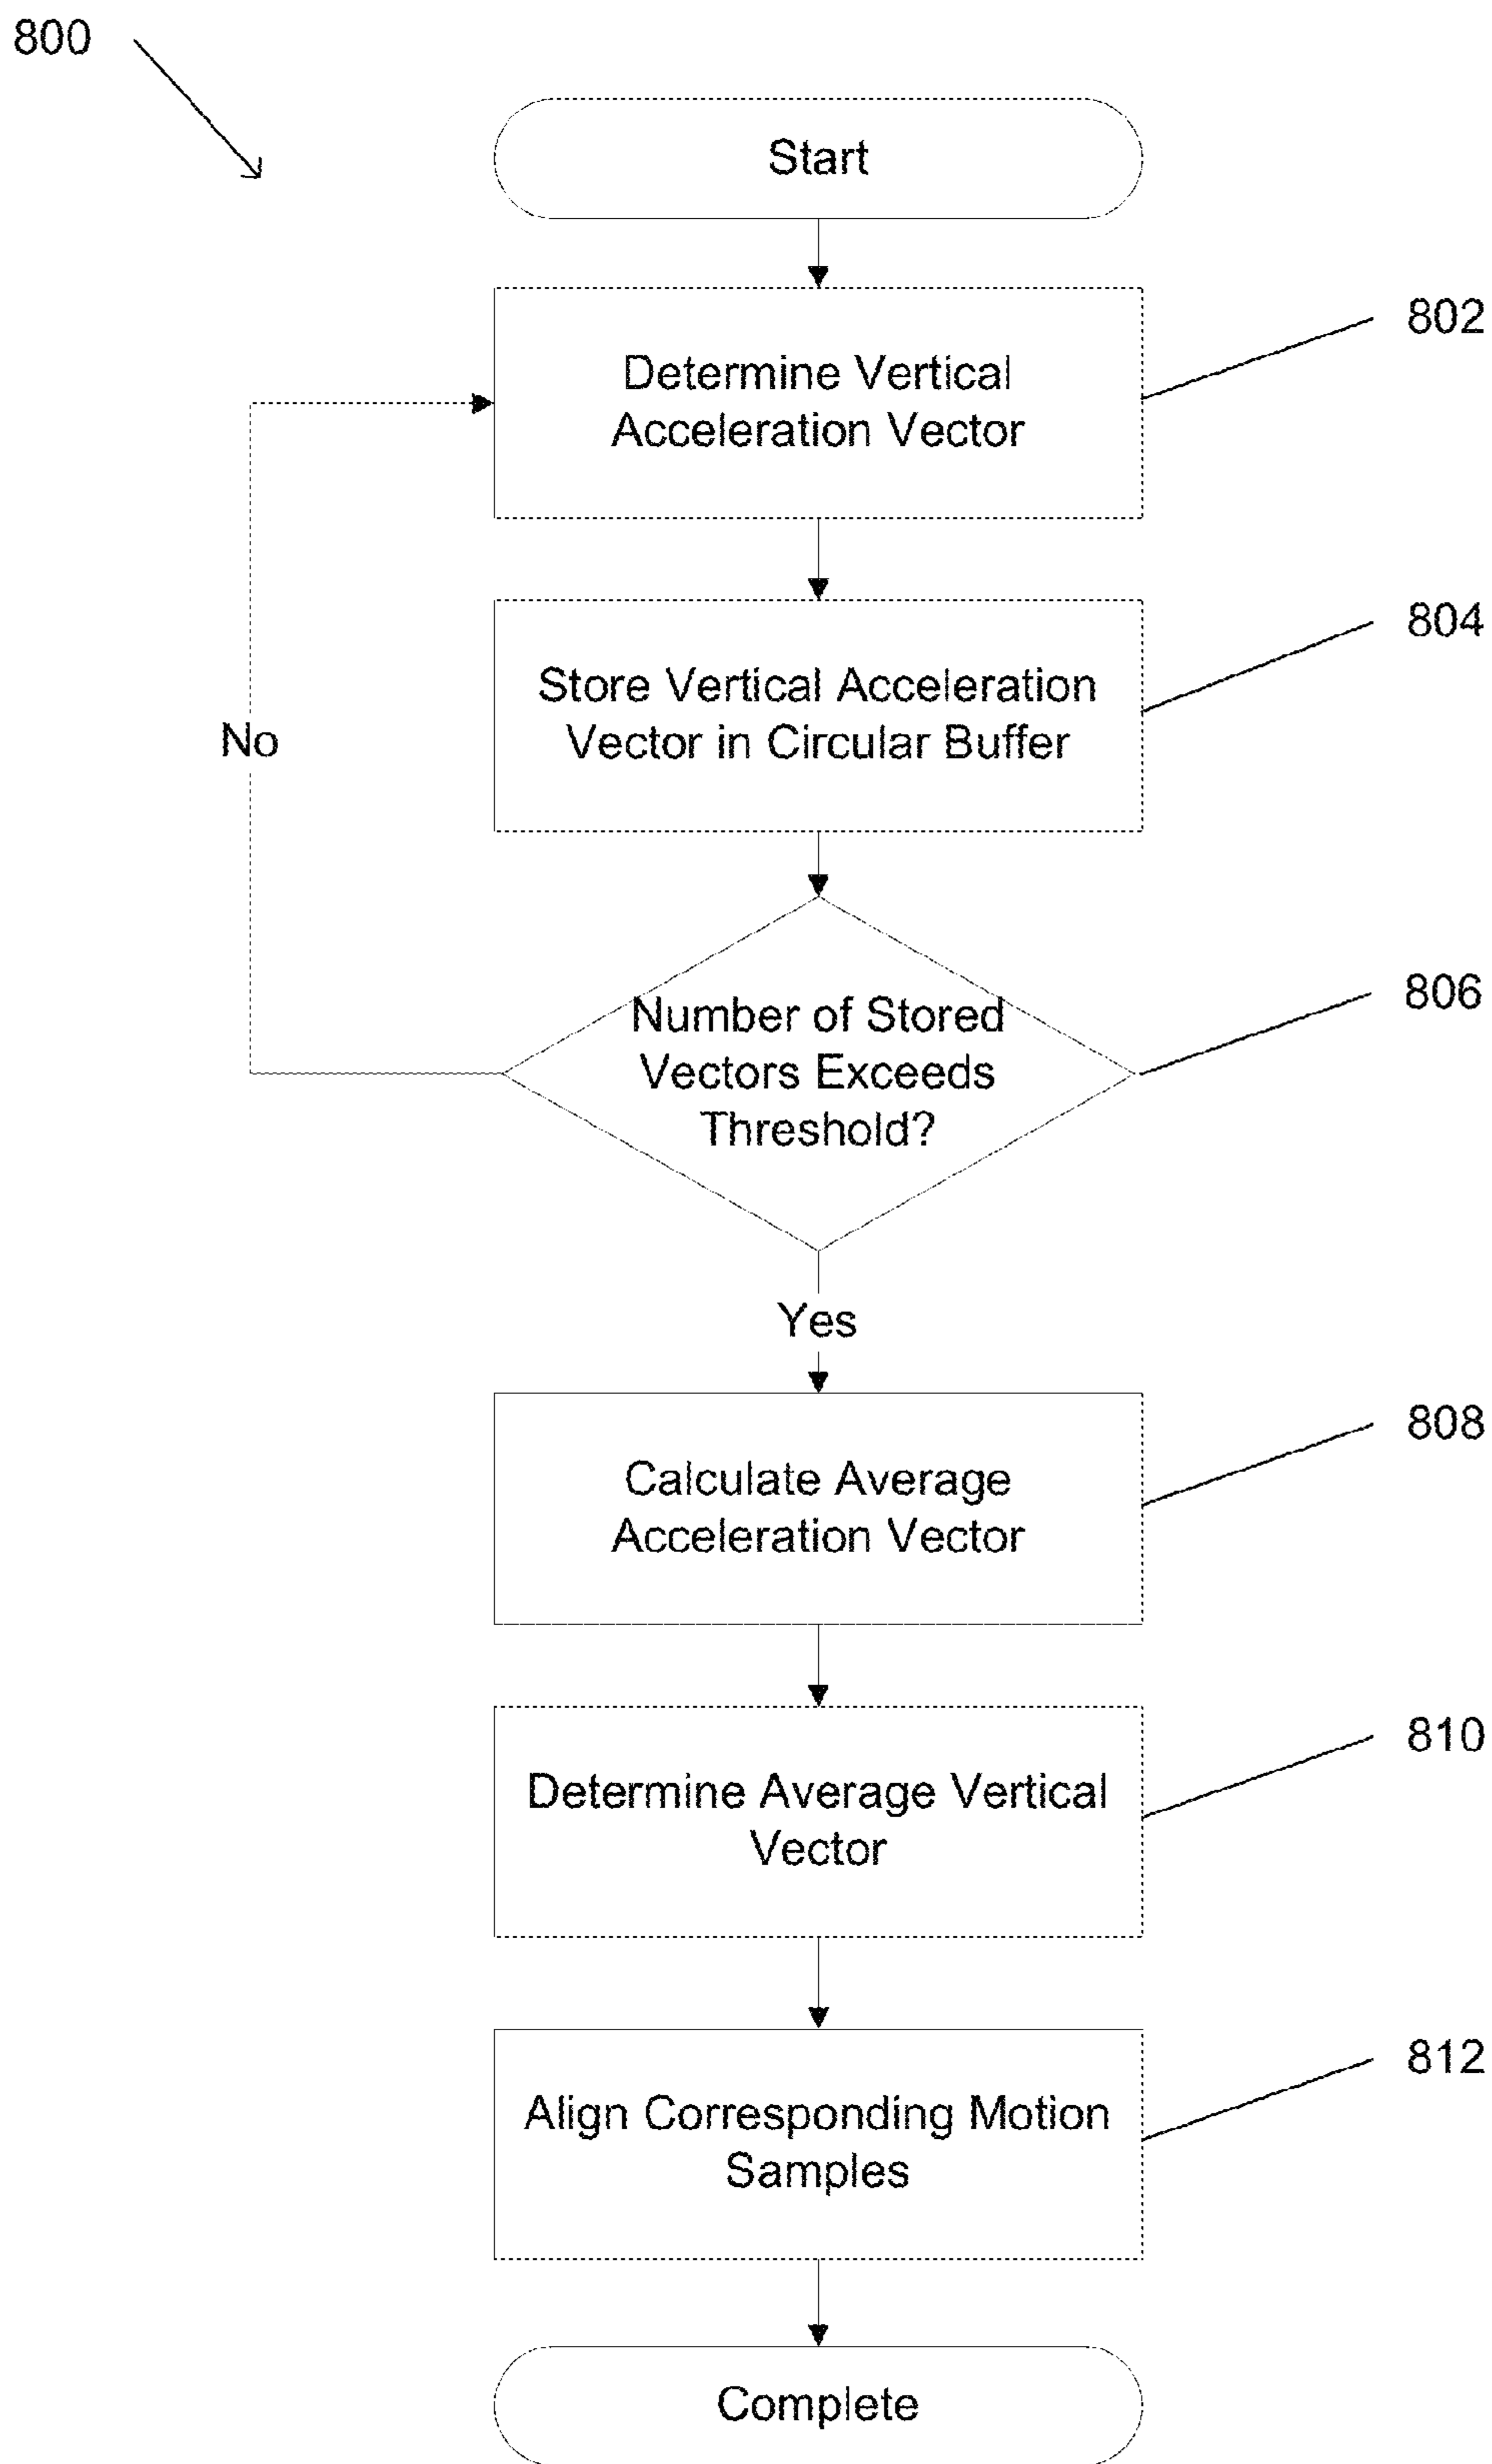 800
Start
Determine Vertical
Acceleration Vector
802
Store Vertical Acceleration
Vector in Circular Buffer
804
No
Number of Stored
Vectors Exceeds
Threshold?
806
Yes
Calculate Average
Acceleration Vector
808
Determine Average Vertical
Vector
810
Align Corresponding Motion
Samples
812
Complete